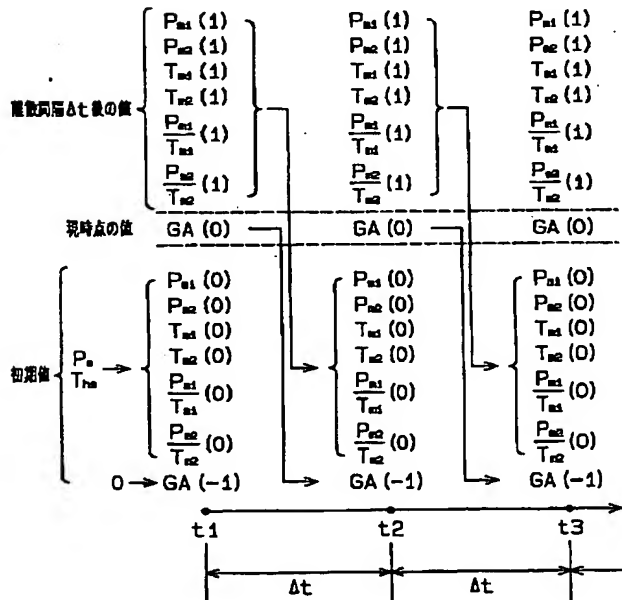 Pm1(1) Pm1(1) Pm1(1)
Pm2(1) Pm2(1) Pm2(1)
Tm1(1) Tm1(1) Tm1(1)
離散間隔Δt後の値 Tm2(1) Tm2(1) Tm2(1)
Pm1/Tm1(1) Pm1/Tm1(1) Pm1/Tm1(1)
Pm2/Tm2(1) Pm2/Tm2(1) Pm2/Tm2(1)
現時点の値 GA(0) GA(0) GA(0)
Pm1(0) Pm1(0) Pm1(0)
Pm2(0) Pm2(0) Pm2(0)
Tm1(0) Tm1(0) Tm1(0)
初期値 Pa Tha → Tm2(0) Tm2(0) Tm2(0)
Pm1/Tm1(0) Pm1/Tm1(0) Pm1/Tm1(0)
Pm2/Tm2(0) Pm2/Tm2(0) Pm2/Tm2(0)
0 → GA(-1) GA(-1) GA(-1)
t1 t2 t3
Δt Δt